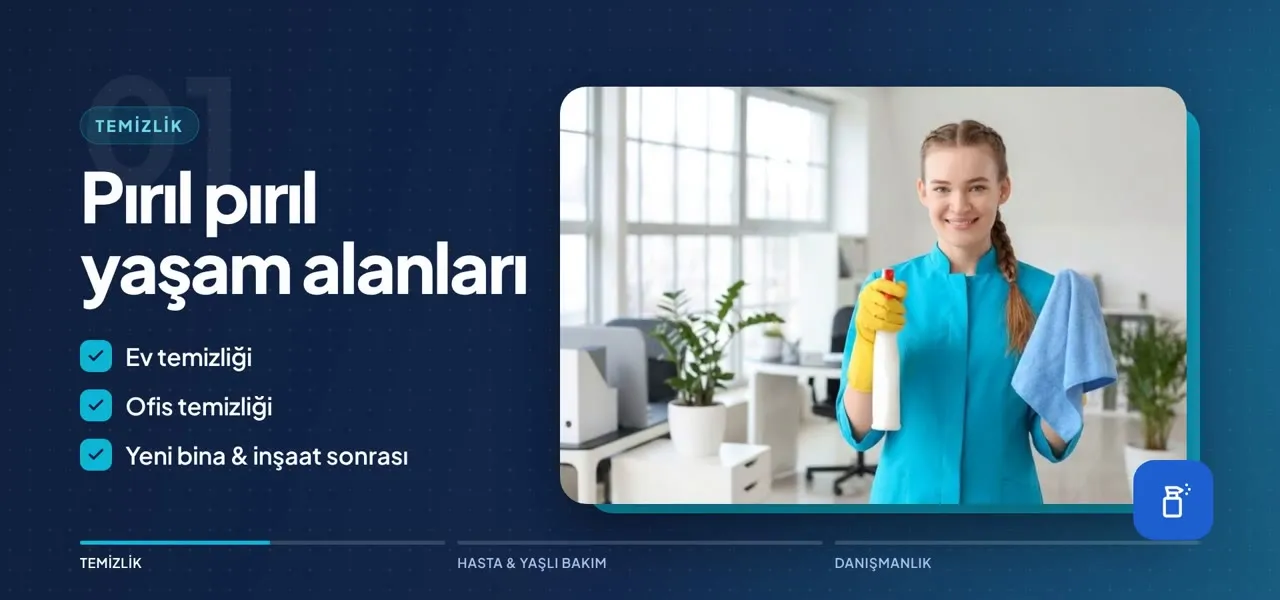 01
TEMİZLİK
Pırıl pırıl
yaşam alanları
Ev temizliği
Ofis temizliği
Yeni bina & inşaat sonrası
TEMİZLİK
HASTA & YAŞLI BAKIM
DANIŞMANLIK